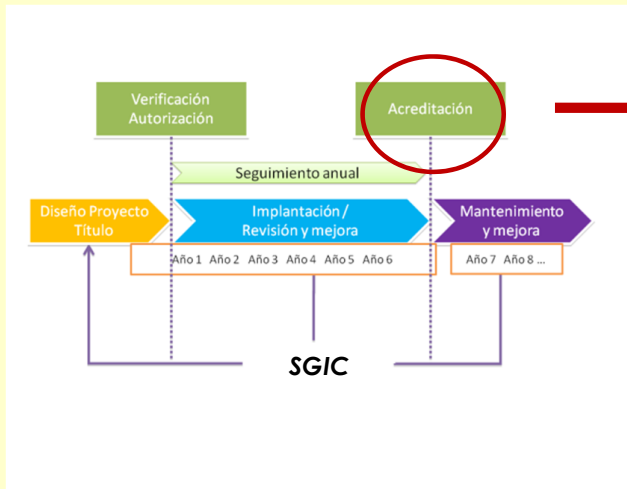 Verificación
Autorización
Acreditación
Seguimiento anual
Diseño Proyecto
Título
Implantación /
Revisión y mejora
Mantenimiento
y mejora
Año 1 Año 2 Año 3 Año 4 Año 5 Año 6
Año 7 Año 8 ...
SGIC